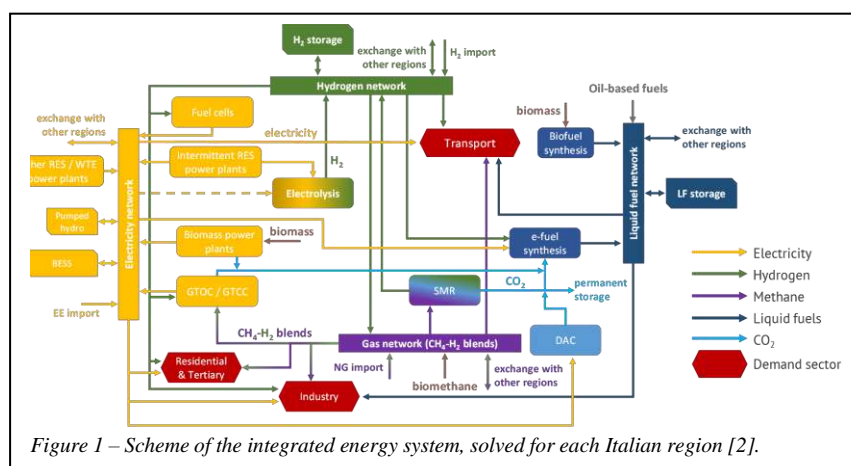 H2 storage
exchange with
other regions
H2 import
Hydrogen network
Oil-based fuels
exchange with
other regions
Fuel cells
electricity
biomass
Transport
Biofuel
synthesis
exchange with
other regions
her RES / WTE
power plants
Intermittent RES
power plants
H2
Electrolysis
Electricity network
Liquid fuel network
LF storage
Pumped
hydro
Biomass power
plants
biomass
e-fuel
synthesis
Electricity
BESS
Hydrogen
GTOC / GTCC
SMR
CO2
permanent
storage
Methane
EE import
Liquid fuels
CH4-H2 blends
Gas network (CH4-H2 blends)
DAC
CO2
Residential
& Tertiary
NG import
biomethane
exchange with
other regions
Demand sector
Industry
Figure 1 – Scheme of the integrated energy system, solved for each Italian region [2].